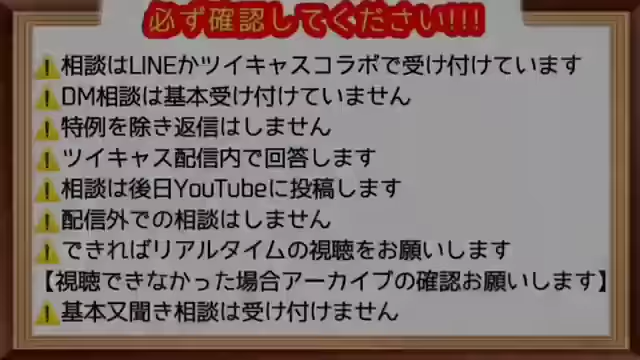 必ず確認してください!!!
⚠相談はLINEかツイキャスコラボで受け付けています
⚠DM相談は基本受け付けていません
⚠特例を除き返信はしません
⚠ツイキャス配信内で回答します
⚠相談は後日YouTubeに投稿します
⚠配信外での相談はしません
⚠できればリアルタイムの視聴をお願いします
【視聴できなかった場合アーカイブの確認お願いします】
⚠基本又聞き相談は受け付けません